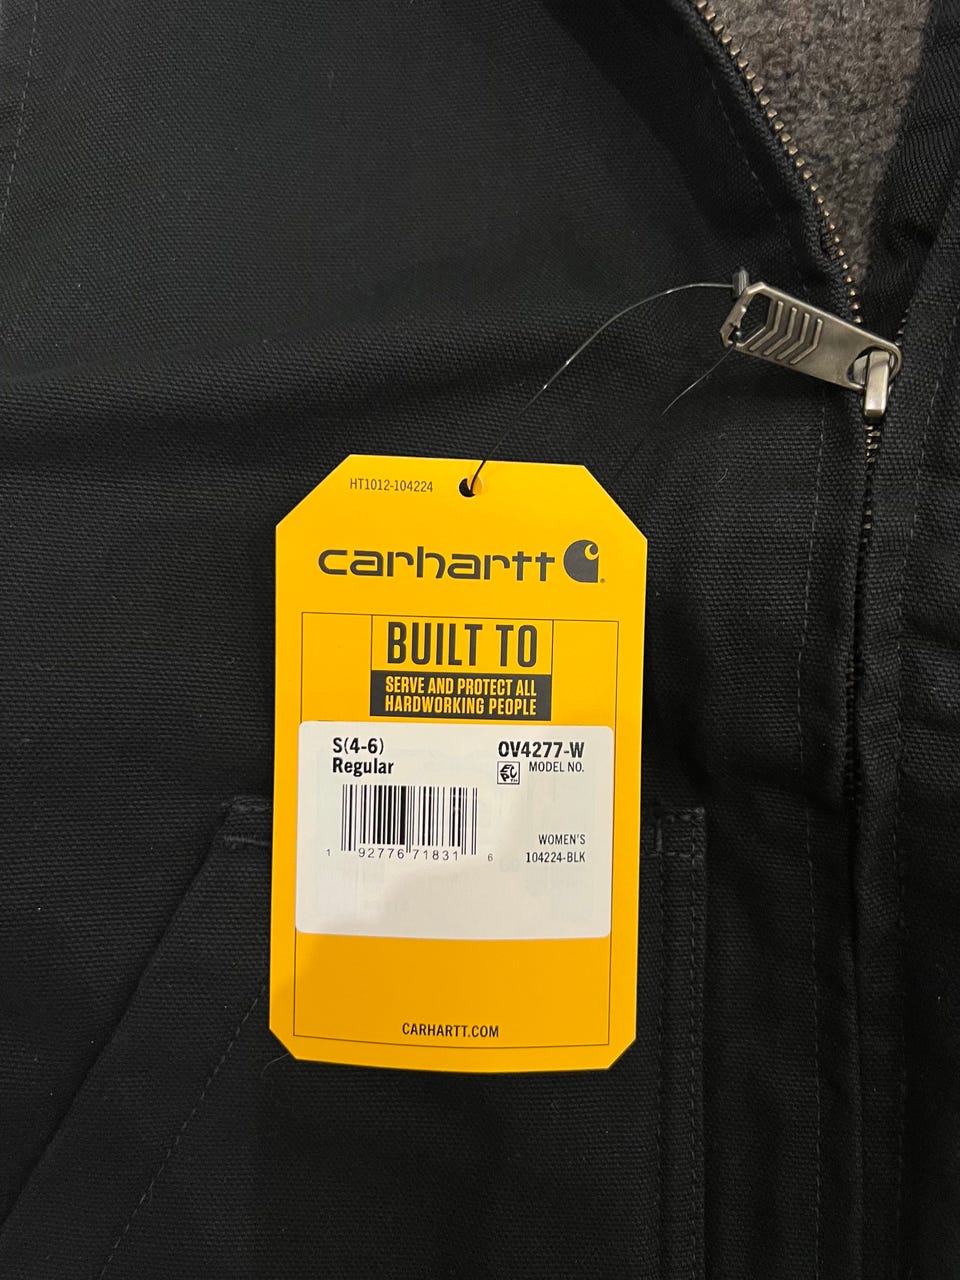 HT1012-104224
carhartt
BUILT TO
SERVE AND PROTECT ALL
HARDWORKING PEOPLE
S(4-6)
Regular
OV4277-W
MODEL NO.
1 92776 71831 6
WOMEN'S
104224-BLK
CARHARTT.COM